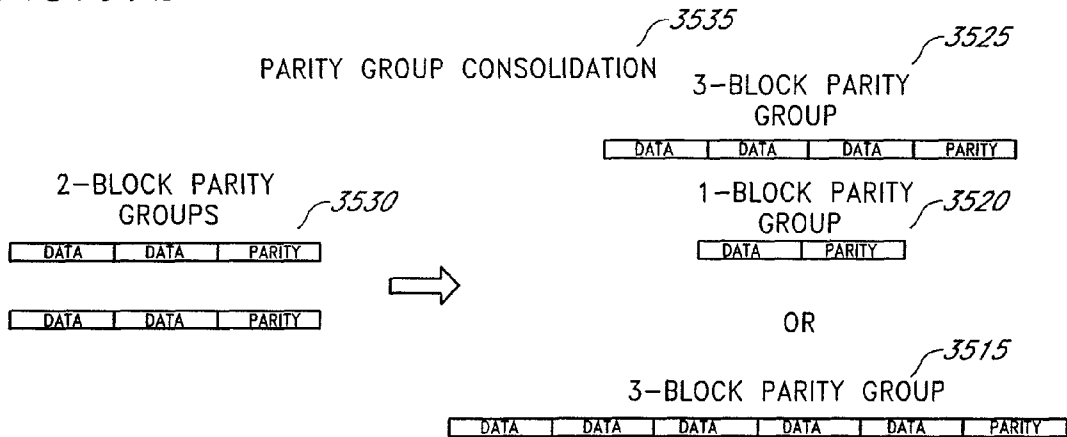 3535
PARITY GROUP CONSOLIDATION
3525
3-BLOCK PARITY
GROUP
DATA DATA DATA PARITY
2-BLOCK PARITY
GROUPS
3530
DATA DATA PARITY
DATA DATA PARITY
1-BLOCK PARITY
GROUP
3520
DATA PARITY
OR
3515
3-BLOCK PARITY GROUP
DATA DATA DATA DATA DATA PARITY